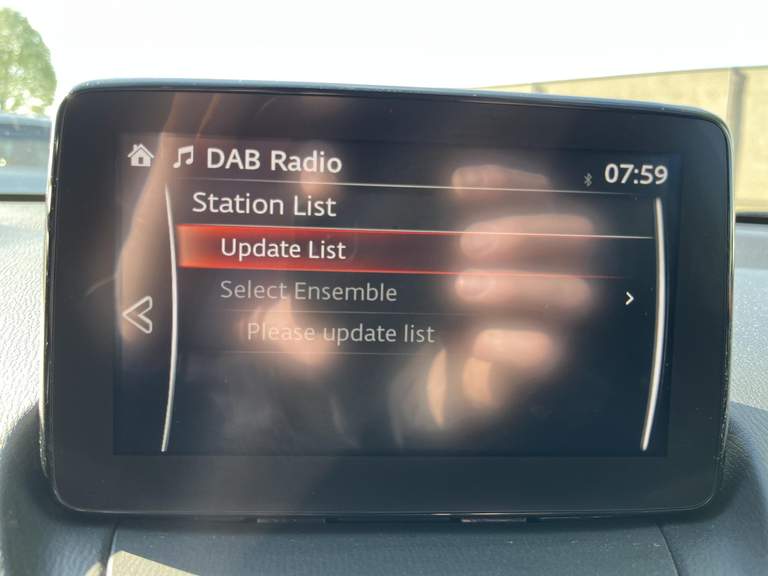 DAB Radio
07:59
Station List
Update List
Select Ensemble
Please update list